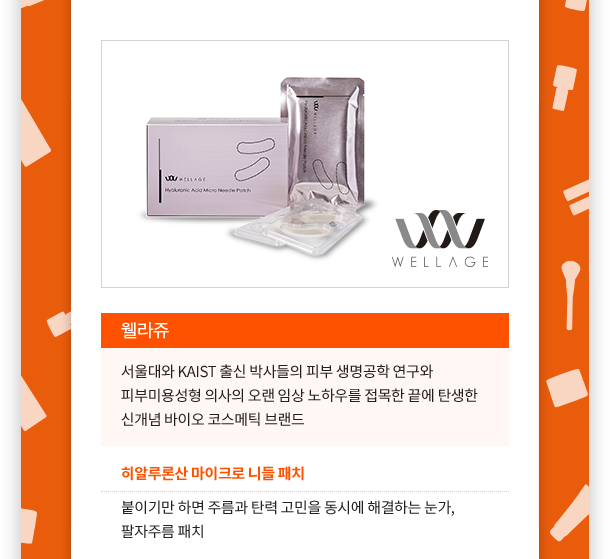 WELLAGE
Hyaluronic Acid Micro Needle Patch
WELLAGE
WELLAGE
웰라쥬
서울대와 KAIST 출신 박사들의 피부 생명공학 연구와
피부미용성형 의사의 오랜 임상 노하우를 접목한 끝에 탄생한
신개념 바이오 코스메틱 브랜드
히알루론산 마이크로 니들 패치
붙이기만 하면 주름과 탄력 고민을 동시에 해결하는 눈가,
팔자주름 패치